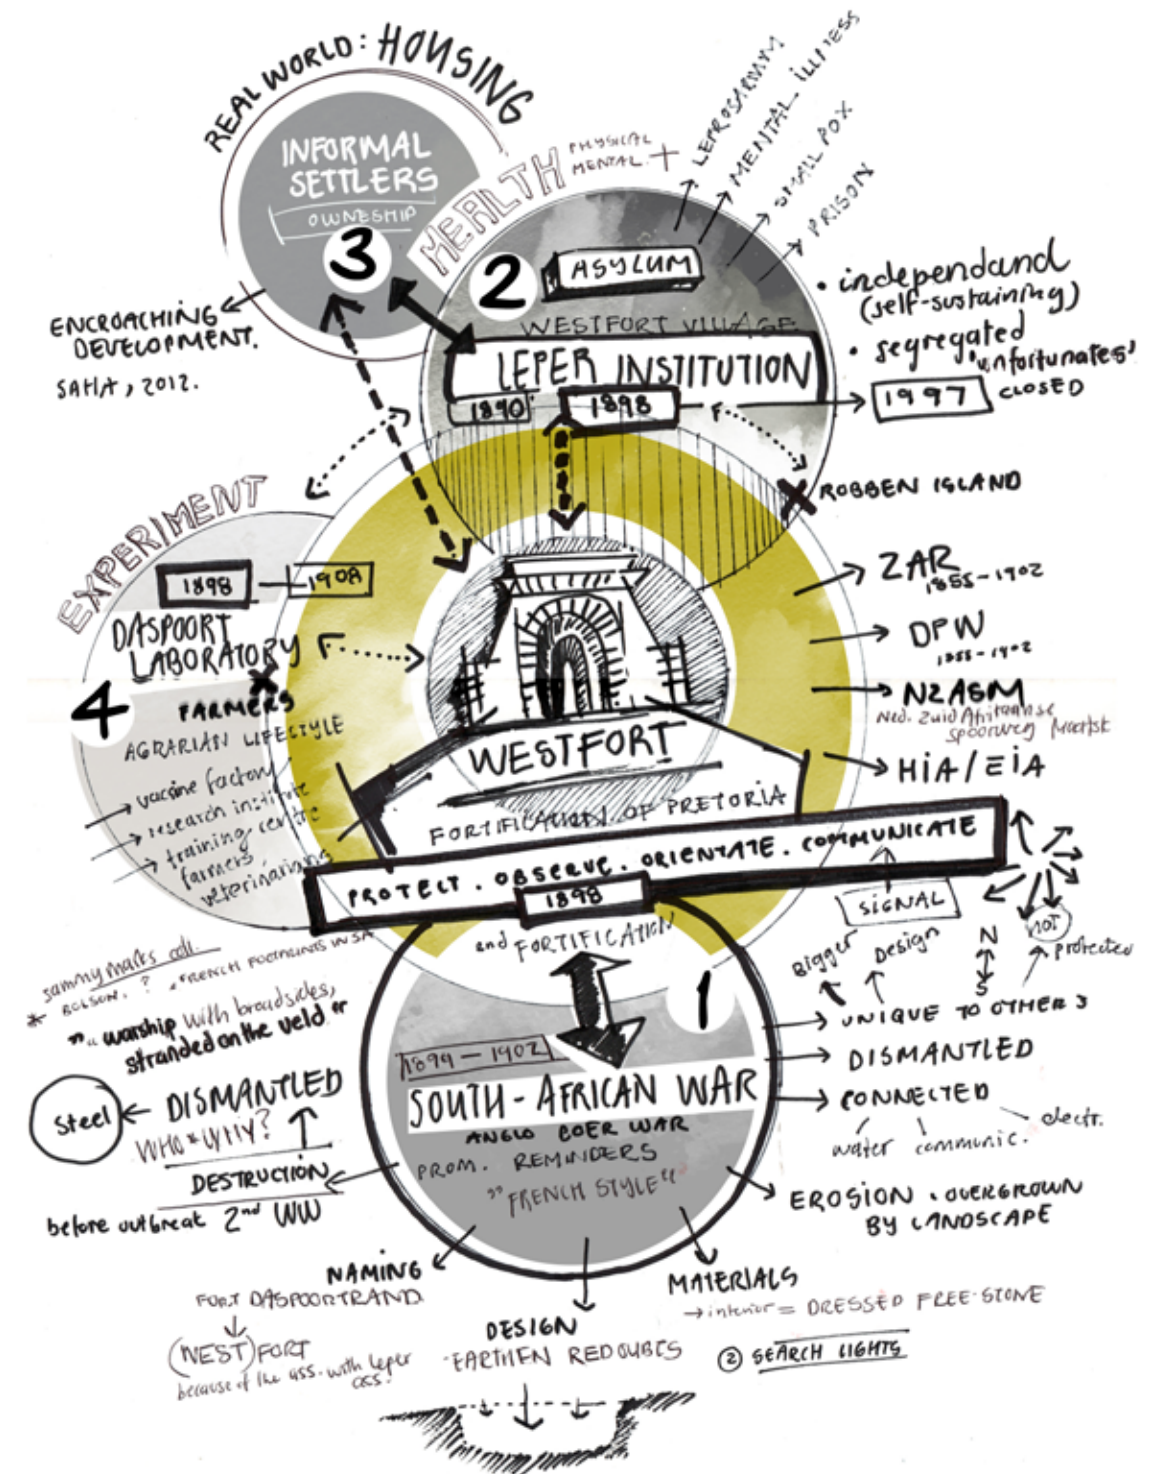 REAL WORLD: HOUSING
INFORMAL
SETTLERS
OWNESHIP
3
ENCROACHING
DEVELOPMENT.
SAHA, 2012.
HEALTH
PHYSICAL
MENTAL. +
LEPROSARIUM
MENTAL ILLNESS
SMALL POX
PRISON
2
ASYLUM
WESTFORT VILLAGE
LEPER INSTITUTION
1890
1898
1997
CLOSED
• independand
(self-sustaining)
• segregated
'unfortunates'
ROBBEN ISLAND
EXPERIMENT
1898 - 1908
DASPOORT
LABORATORY
4
FARMERS
AGRARIAN LIFESTYLE
vaccine factory
research institute
training centre
farmers
veterinarians
ZAR
1855-1902
DPW
1855-1902
NZASM
Ned. Zuid Afrikaanse
spoorweg
HIA/EIA
WESTFORT
FORTIFICATION OF PRETORIA
PROTECT. OBSERVE. ORIENTATE. COMMUNICATE
1898
and FORTIFICATION
SIGNAL
Bigger
Design
N
S
not
protected
UNIQUE TO OTHER 3
DISMANTLED
CONNECTED
water
communic.
electr.
EROSION. OVERGROWN
BY LANDSCAPE
1
1899 - 1902
SOUTH-AFRICAN WAR
ANGLO BOER WAR
PROM. REMINDERS
"FRENCH STYLE"
sammy marks coll.
* ? FRENCH FOOTPRINTS IN SA
"warship with broadsides,
stranded on the veld"
Steel
DISMANTLED
WHO & WHY?
DESTRUCTION
before outbreak 2nd WW
NAMING
FORT DASPOORTRAND
(WEST)FORT
because of the ass. with leper
ass.
DESIGN
-EARTHEN REDOUBTS
MATERIALS
→ interior = DRESSED FREE-STONE
(2) SEARCH LIGHTS